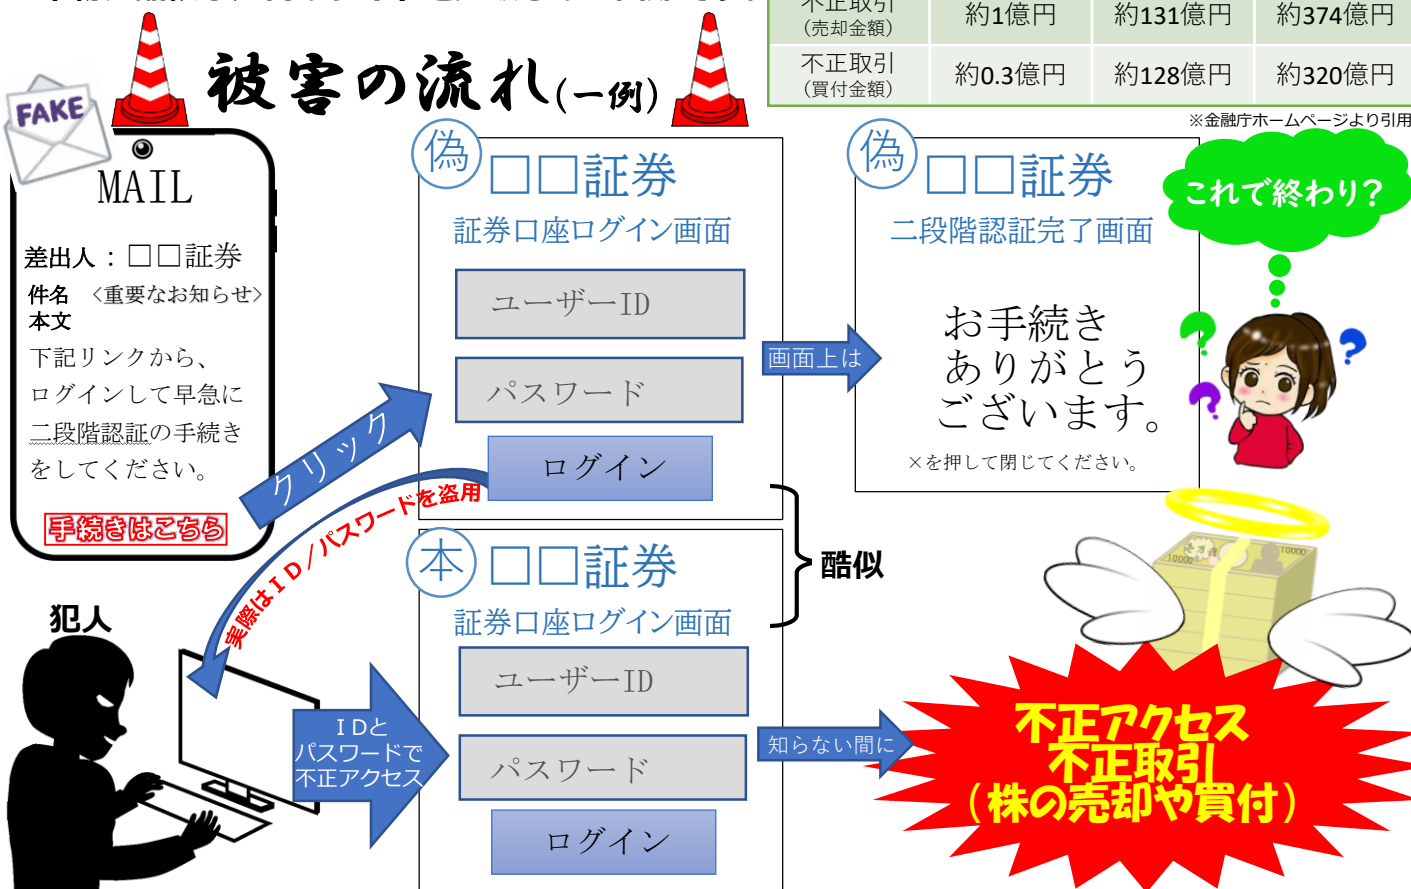 不正取引 約1億円 約131億円 約374億円
(売却金額)
不正取引 約0.3億円 約128億円 約320億円
(買付金額)
※金融庁ホームページより引用
被害の流れ(一例)
FAKE
MAIL
差出人：□□証券
件名 <重要なお知らせ>
本文
下記リンクから、
ログインして早急に
二段階認証の手続き
をしてください。
手続きはこちら
クリック
偽
□□証券
証券口座ログイン画面
ユーザーID
パスワード
ログイン
画面上は
偽
□□証券
二段階認証完了画面
お手続き
ありがとう
ございます。
×を押して閉じてください。
これで終わり?
?
?
?
実際はＩＤ/パスワードを盗用
酷似
犯人
IDと
パスワードで
不正アクセス
本
□□証券
証券口座ログイン画面
ユーザーID
パスワード
ログイン
知らない間に
壱万円
10000
10000
不正アクセス
不正取引
(株の売却や買付)